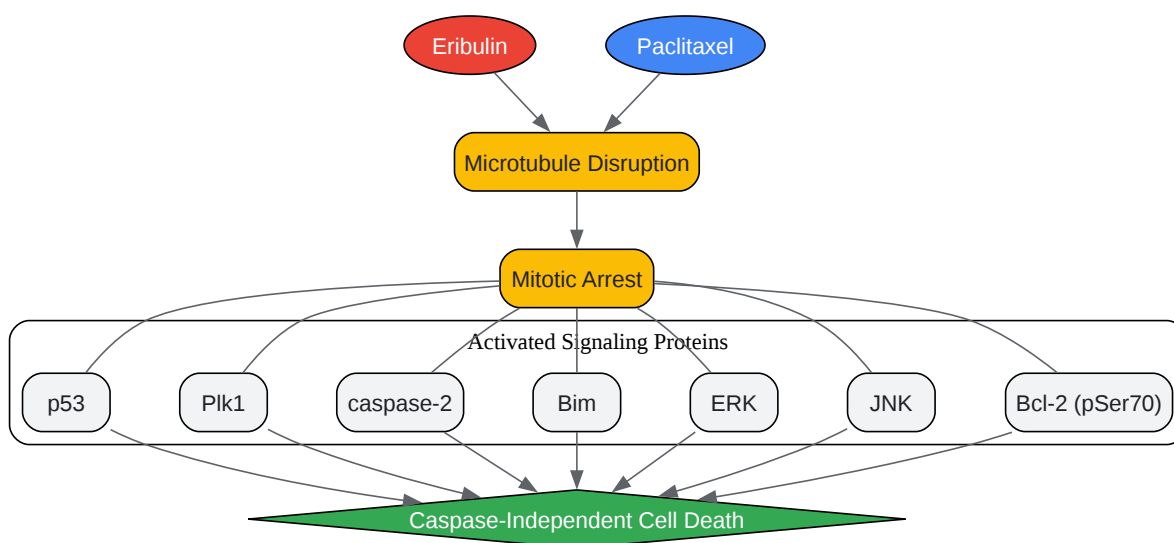 Eribulin
Paclitaxel
Microtubule Disruption
Mitotic Arrest
Activated Signaling Proteins
p53
Plk1
caspase-2
Bim
ERK
JNK
Bcl-2 (pSer70)
Caspase-Independent Cell Death